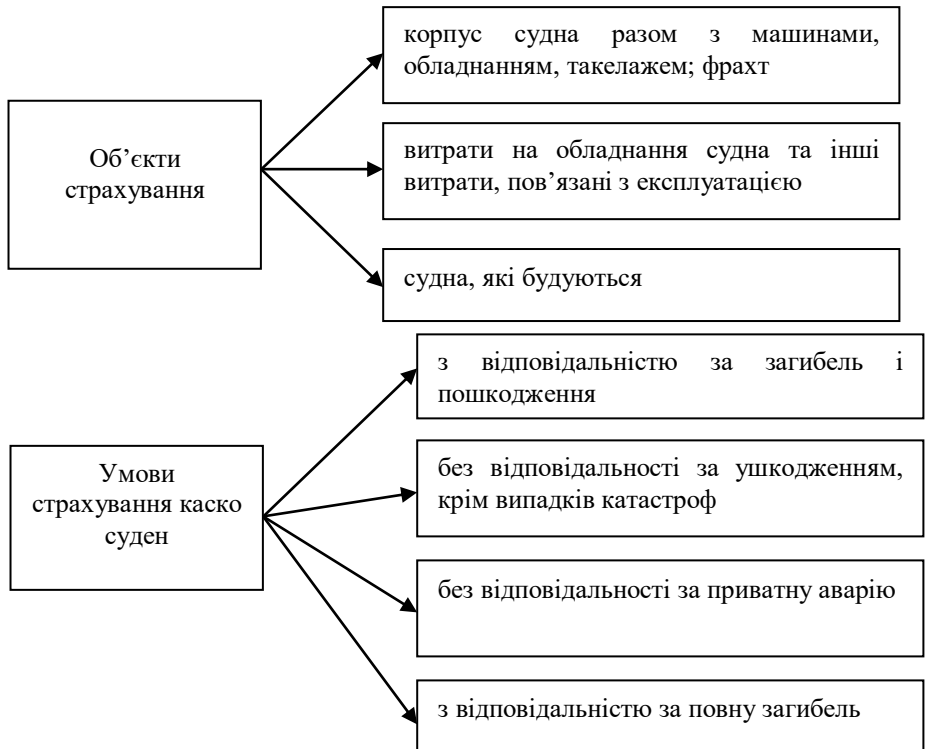 Об’єкти
страхування
корпус судна разом з машинами,
обладнанням, такелажем; фрахт
витрати на обладнання судна та інші
витрати, пов’язані з експлуатацією
судна, які будуються
Умови
страхування каско
суден
з відповідальністю за загибель і
пошкодження
без відповідальності за ушкодженням,
крім випадків катастроф
без відповідальності за приватну аварію
з відповідальністю за повну загибель